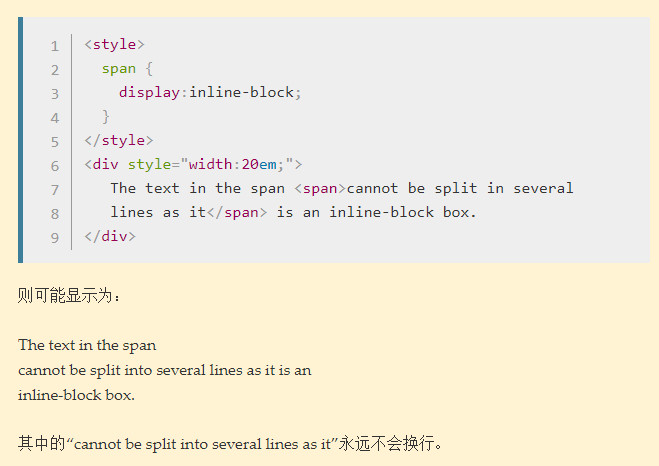 1 <style>
2 span {
3 display:inline-block;
4 }
5 </style>
6 <div style="width:20em;">
7 The text in the span <span>cannot be split in several
8 lines as it</span> is an inline-block box.
9 </div>
则可能显示为：
The text in the span
cannot be split into several lines as it is an
inline-block box.
其中的“cannot be split into several lines as it”永远不会换行。